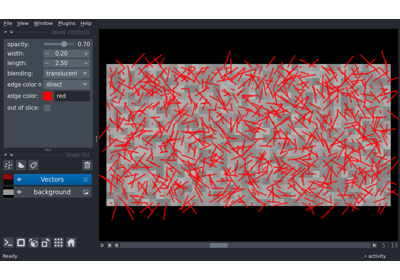 File View Window Plugins Help
layer controls
opacity: 0.70
width: 0.20
length: 2.50
blending: translucent
edge color m direct
edge color: red
out of slice:
layer list
Vectors
background
0 5 13
Ready activity